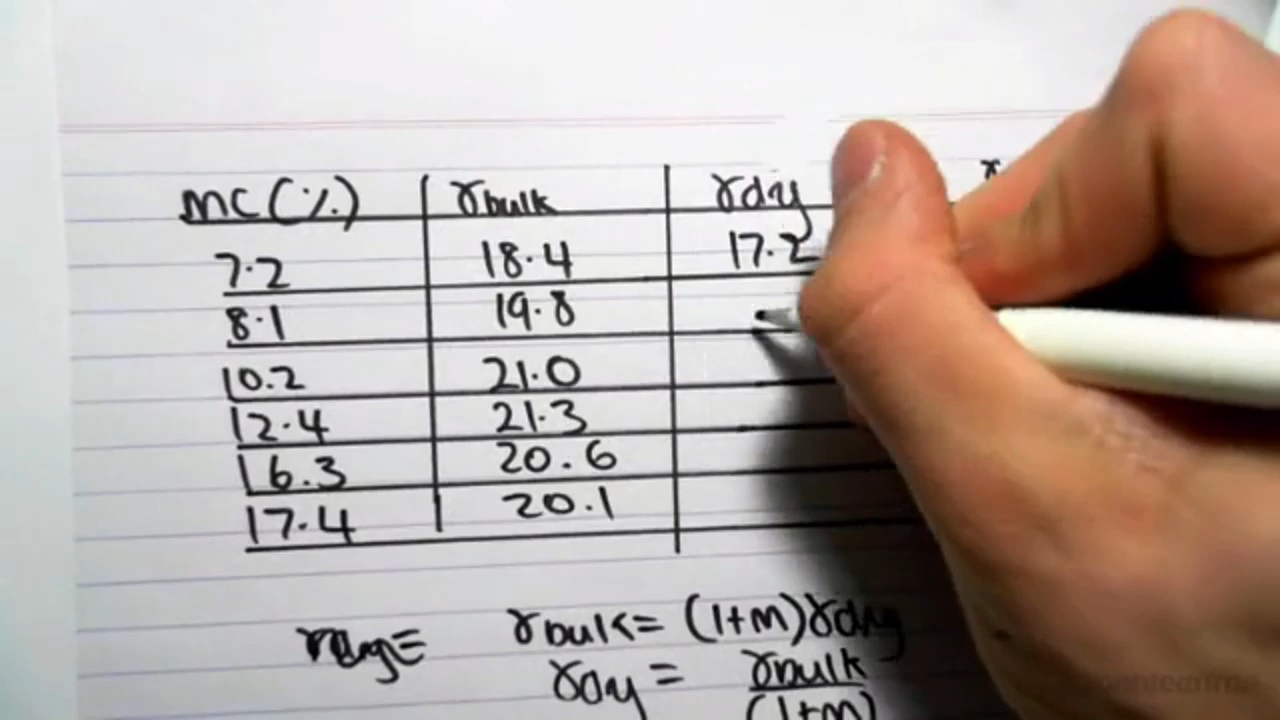 MC (%) γbulk γdry
7.2 18.4 17.2
8.1 19.8
10.2 21.0
12.4 21.3
16.3 20.6
17.4 20.1
γbulk = (1+m)γdry
γdry = γbulk
(1+m)